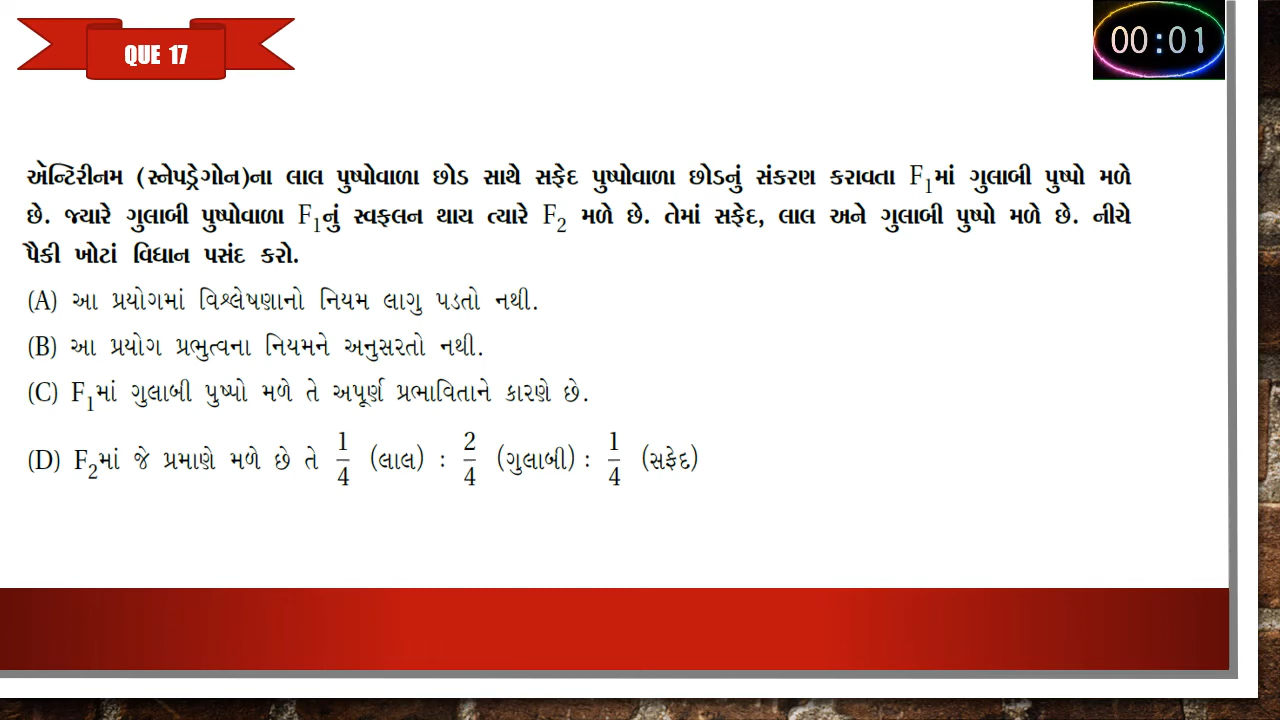 QUE 17
00:01
ઍન્ટિરીનમ (સ્નેપડ્રેગોન)ના લાલ પુષ્પોવાળા છોડ સાથે સફેદ પુષ્પોવાળા છોડનું સંકરણ કરાવતા F₁માં ગુલાબી પુષ્પો મળે
છે. જ્યારે ગુલાબી પુષ્પોવાળા F₁નું સ્વફલન થાય ત્યારે F₂ મળે છે. તેમાં સફેદ, લાલ અને ગુલાબી પુષ્પો મળે છે. નીચે
પૈકી ખોટાં વિધાન પસંદ કરો.
(A) આ પ્રયોગમાં વિશ્લેષણાનો નિયમ લાગુ પડતો નથી.
(B) આ પ્રયોગ પ્રભુત્વના નિયમને અનુસરતો નથી.
(C) F₁માં ગુલાબી પુષ્પો મળે તે અપૂર્ણ પ્રભાવિતાને કારણે છે.
(D) F₂માં જે પ્રમાણે મળે છે તે 1/4 (લાલ) : 2/4 (ગુલાબી) : 1/4 (સફેદ)